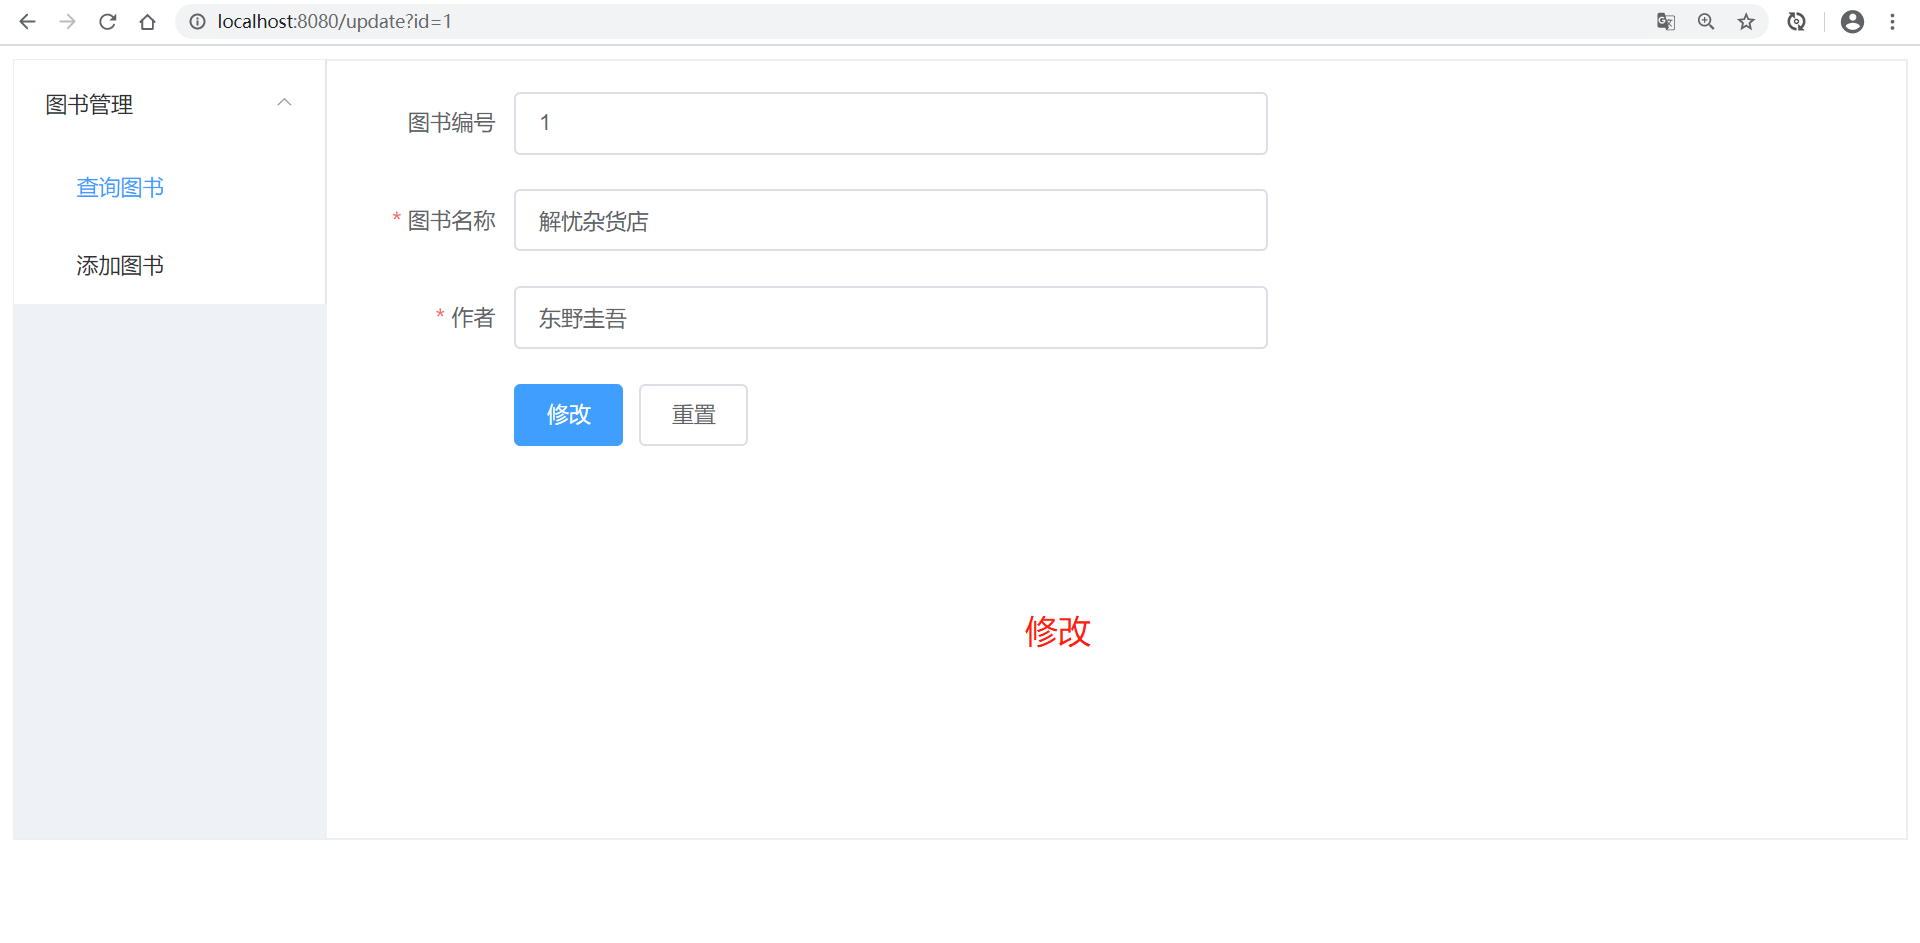 localhost:8080/update?id=1
图书管理
查询图书
添加图书
图书编号 1
* 图书名称 解忧杂货店
* 作者 东野圭吾
修改 重置
修改